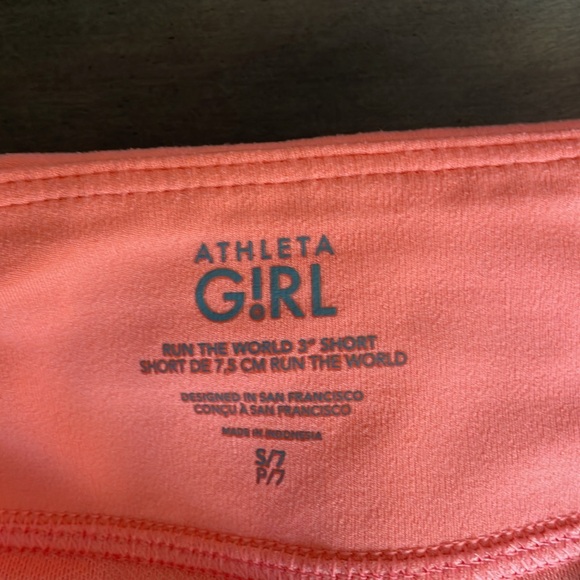 ATHLETA
G!RL
RUN THE WORLD 3" SHORT
SHORT DE 7,5 CM RUN THE WORLD
DESIGNED IN SAN FRANCISCO
CONÇU À SAN FRANCISCO
MADE IN INDONESIA
S/7
P/7